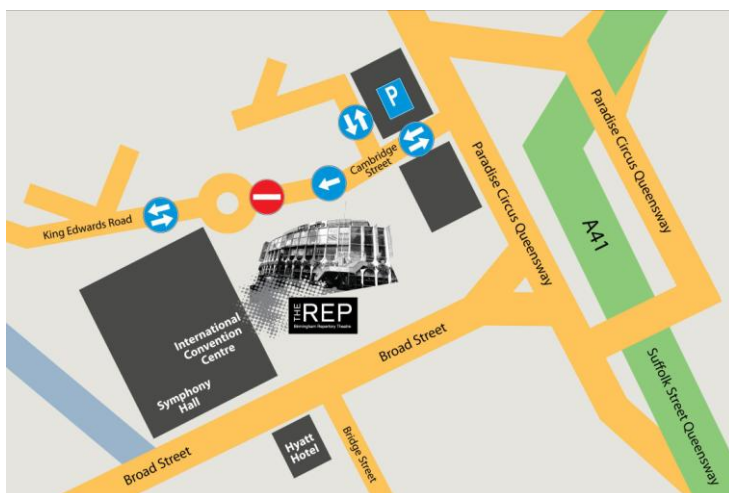 Paradise Circus Queensway
P
Cambridge
Street
Paradise Circus Queensway
King Edwards Road
A41
THE
REP
Birmingham Repertory Theatre
International
Convention
Centre
Broad Street
Symphony
Hall
Suffolk Street Queensway
Hyatt
Hotel
Bridge Street
Broad Street